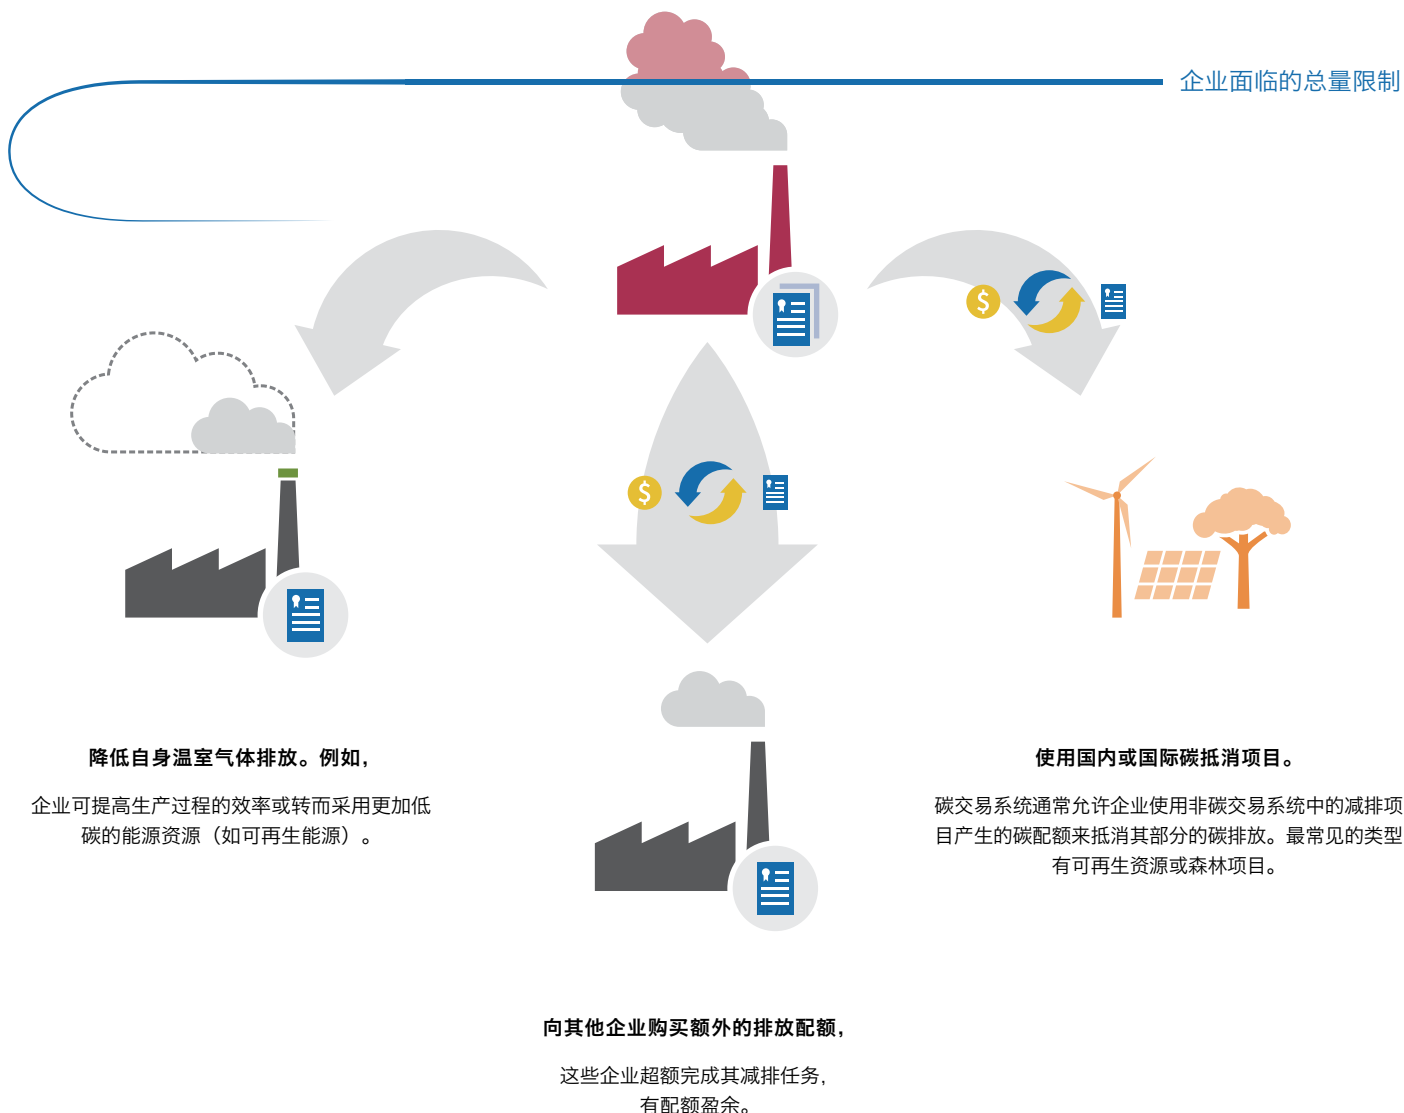 企业面临的总量限制
降低自身温室气体排放。例如，
企业可提高生产过程的效率或转而采用更加低
碳的能源资源（如可再生能源）。
使用国内或国际碳抵消项目。
碳交易系统通常允许企业使用非碳交易系统中的减排项
目产生的碳配额来抵消其部分的碳排放。最常见的类型
有可再生资源或森林项目。
向其他企业购买额外的排放配额，
这些企业超额完成其减排任务，
有配额盈余。